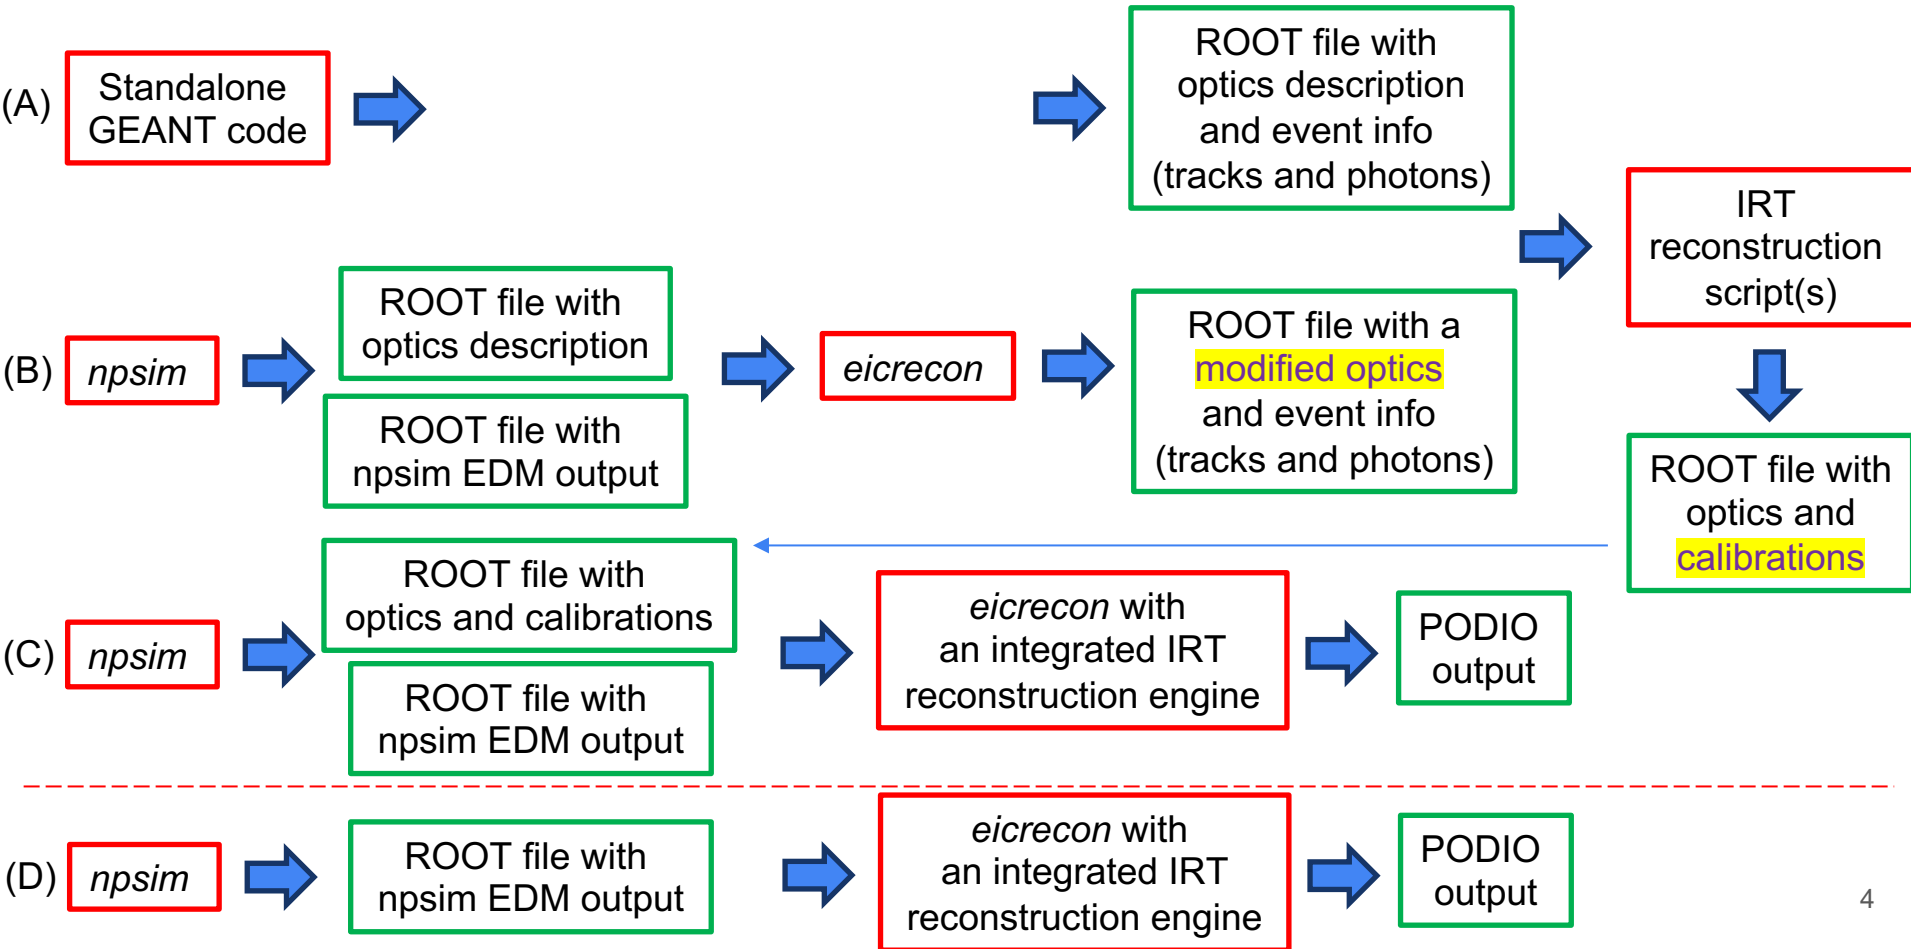 (A)
Standalone
GEANT code
ROOT file with
optics description
and event info
(tracks and photons)
IRT
reconstruction
script(s)
(B)
npsim
ROOT file with
optics description
ROOT file with
npsim EDM output
eicrecon
ROOT file with a
modified optics
and event info
(tracks and photons)
ROOT file with
optics and
calibrations
(C)
npsim
ROOT file with
optics and calibrations
ROOT file with
npsim EDM output
eicrecon with
an integrated IRT
reconstruction engine
PODIO
output
(D)
npsim
ROOT file with
npsim EDM output
eicrecon with
an integrated IRT
reconstruction engine
PODIO
output
4